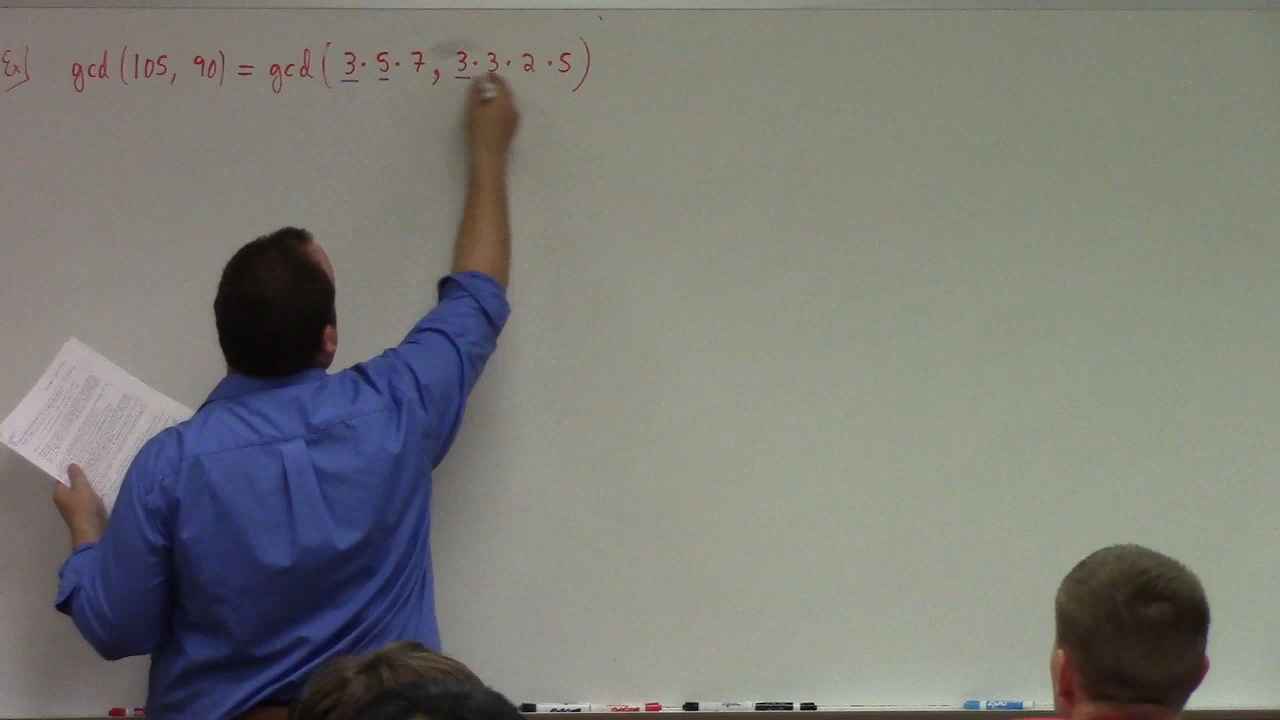 Ex) gcd(105, 90) = gcd(3·5·7, 3·3·2·5)